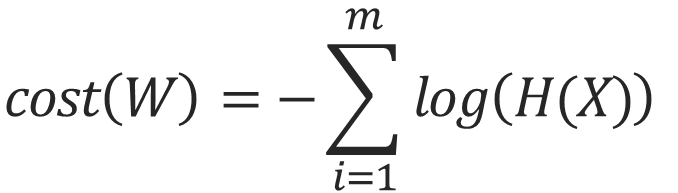 cost(W) = −∑_{i=1}^{m} log(H(X))